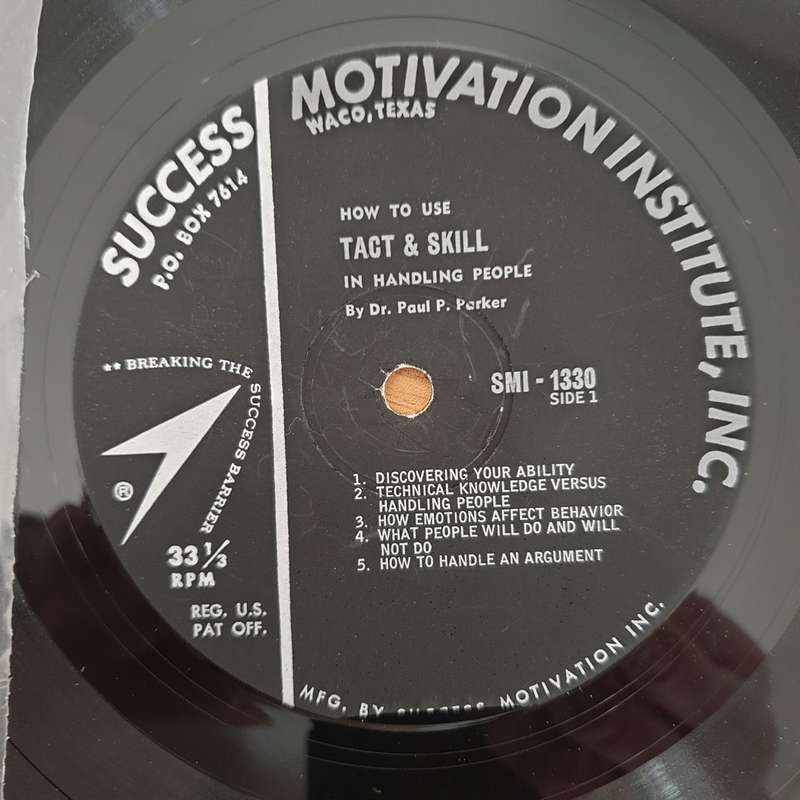 SUCCESS MOTIVATION INSTITUTE, INC.
P.O. BOX 7614 WACO, TEXAS
HOW TO USE
TACT & SKILL
IN HANDLING PEOPLE
By Dr. Paul P. Parker
SMI - 1330
SIDE 1
** BREAKING THE SUCCESS BARRIER
®
33 1/3
RPM
REG. U.S.
PAT OFF.
1. DISCOVERING YOUR ABILITY
2. TECHNICAL KNOWLEDGE VERSUS
HANDLING PEOPLE
3. HOW EMOTIONS AFFECT BEHAVIOR
4. WHAT PEOPLE WILL DO AND WILL
NOT DO
5. HOW TO HANDLE AN ARGUMENT
MFG. BY SUCCESS MOTIVATION INC.